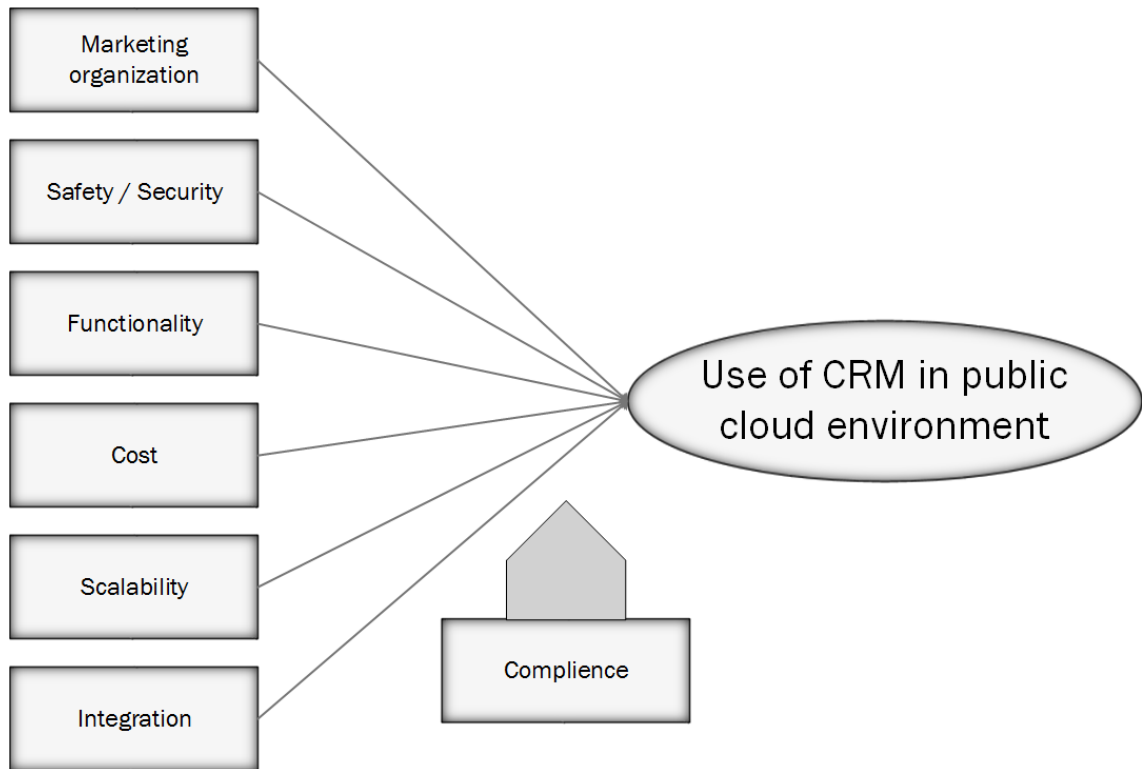 Marketing
organization
Safety / Security
Functionality
Use of CRM in public
cloud environment
Cost
Scalability
Complience
Integration